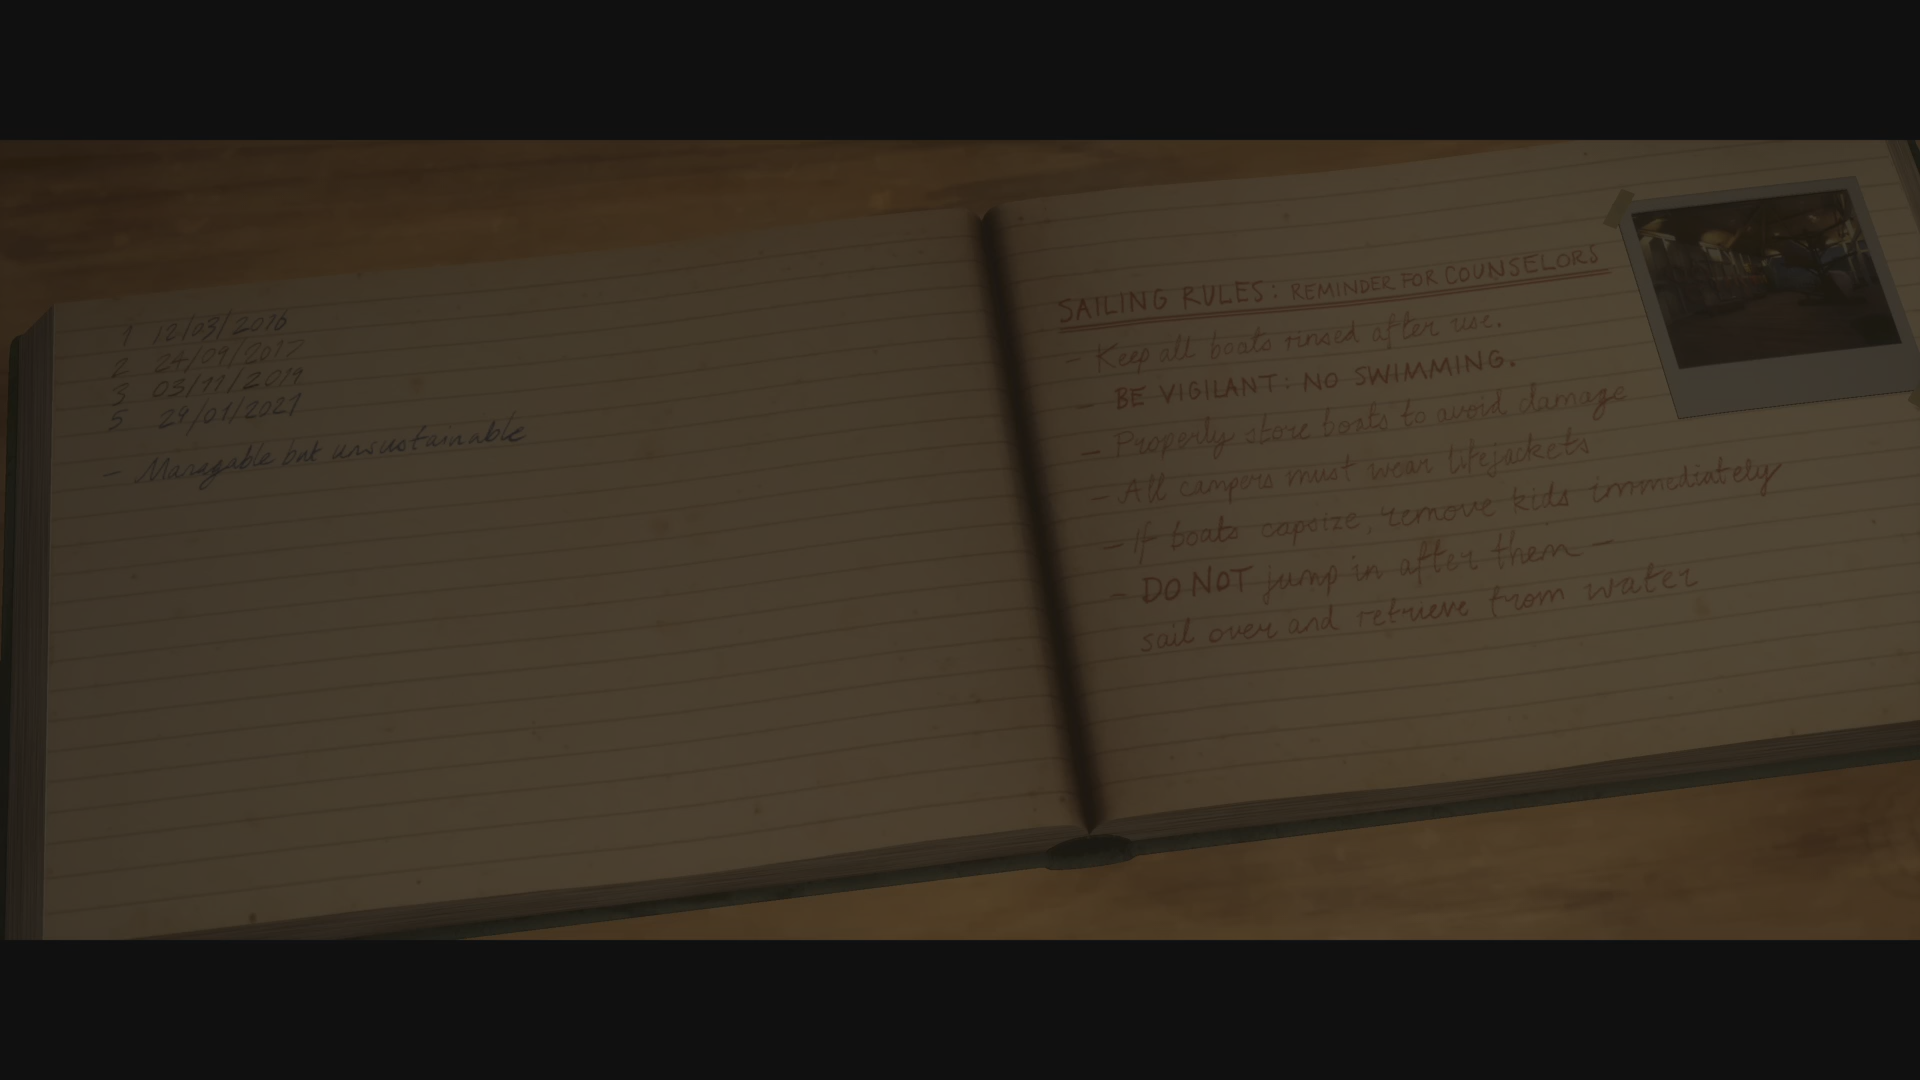 1 12/03/2016
2 24/09/2017
3 03/11/2019
5 29/01/2021
- Managable but unsustainable
SAILING RULES: REMINDER FOR COUNSELORS
- Keep all boats rinsed after use.
- BE VIGILANT: NO SWIMMING.
- Properly store boats to avoid damage
- All campers must wear lifejackets
- If boats capsize, remove kids immediately
- DO NOT jump in after them -
sail over and retrieve from water